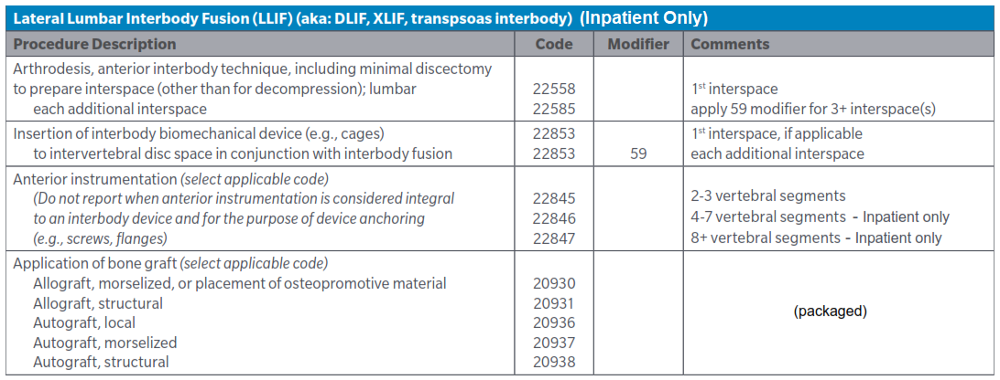 Lateral Lumbar Interbody Fusion (LLIF) (aka: DLIF, XLIF, transpsoas interbody) (Inpatient Only)
Procedure Description Code Modifier Comments
Arthrodesis, anterior interbody technique, including minimal discectomy
to prepare interspace (other than for decompression); lumbar 22558 1st interspace
each additional interspace 22585 apply 59 modifier for 3+ interspace(s)
Insertion of interbody biomechanical device (e.g., cages) 22853 1st interspace, if applicable
to intervertebral disc space in conjunction with interbody fusion 22853 59 each additional interspace
Anterior instrumentation (select applicable code)
(Do not report when anterior instrumentation is considered integral 22845 2-3 vertebral segments
to an interbody device and for the purpose of device anchoring 22846 4-7 vertebral segments - Inpatient only
(e.g., screws, flanges) 22847 8+ vertebral segments - Inpatient only
Application of bone graft (select applicable code)
Allograft, morselized, or placement of osteopromotive material 20930
Allograft, structural 20931
(packaged)
Autograft, local 20936
Autograft, morselized 20937
Autograft, structural 20938